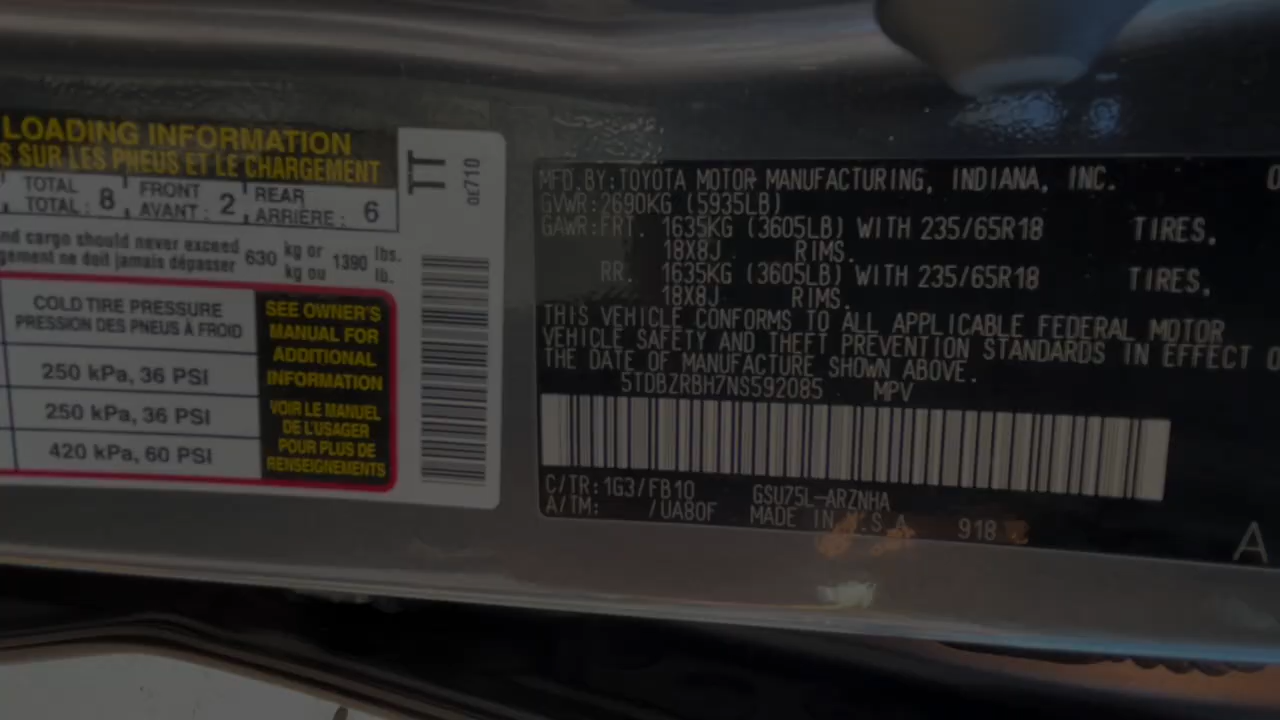 LOADING INFORMATION
S SUR LES PNEUS ET LE CHARGEMENT
TOTAL
TOTAL : 8
FRONT
AVANT : 2
REAR
ARRIÈRE : 6
nd cargo should never exceed
gement ne doit jamais dépasser
630 kg or
kg ou
1390 lbs.
lb.
COLD TIRE PRESSURE
PRESSION DES PNEUS À FROID
250 kPa, 36 PSI
250 kPa, 36 PSI
420 kPa, 60 PSI
SEE OWNER'S
MANUAL FOR
ADDITIONAL
INFORMATION
VOIR LE MANUEL
DE L'USAGER
POUR PLUS DE
RENSEIGNEMENTS
TT
0E710
MFD.BY:TOYOTA MOTOR MANUFACTURING, INDIANA, INC.
GVWR:2690KG (5935LB)
GAWR:FRT. 1635KG (3605LB) WITH 235/65R18 TIRES,
18X8J RIMS.
RR. 1635KG (3605LB) WITH 235/65R18 TIRES,
18X8J RIMS.
THIS VEHICLE CONFORMS TO ALL APPLICABLE FEDERAL MOTOR
VEHICLE SAFETY AND THEFT PREVENTION STANDARDS IN EFFECT O
THE DATE OF MANUFACTURE SHOWN ABOVE.
5TDBZRBH7NS592085 MPV
C/TR:1G3/FB10 GSU75L-ARZNHA
A/TM: /UA80F MADE IN U.S.A. 918
A